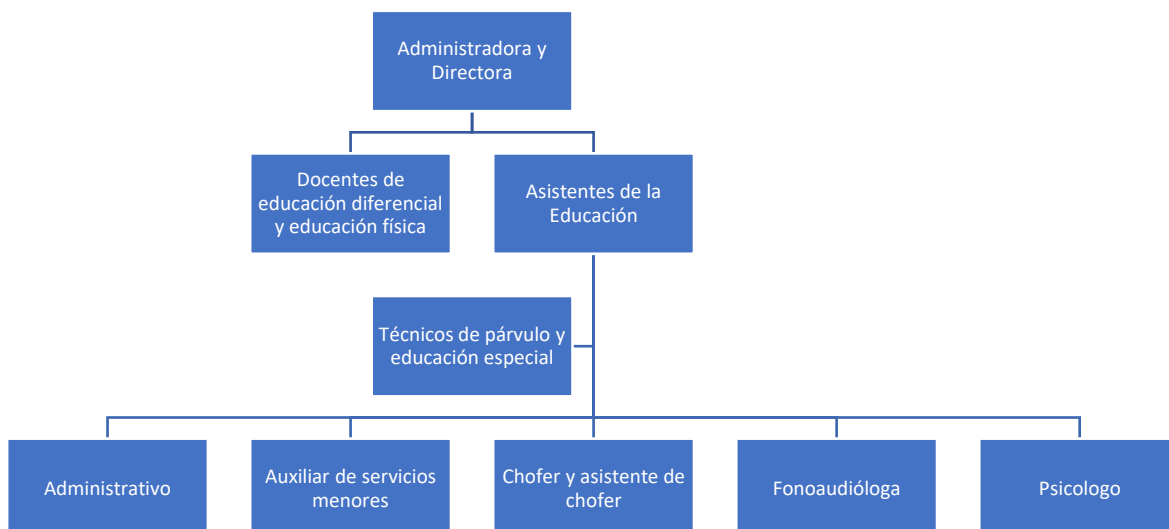 Administradora y
Directora
Docentes de
educación diferencial
y educación física
Asistentes de la
Educación
Técnicos de párvulo y
educación especial
Administrativo
Auxiliar de servicios
menores
Chofer y asistente de
chofer
Fonoaudióloga
Psicologo